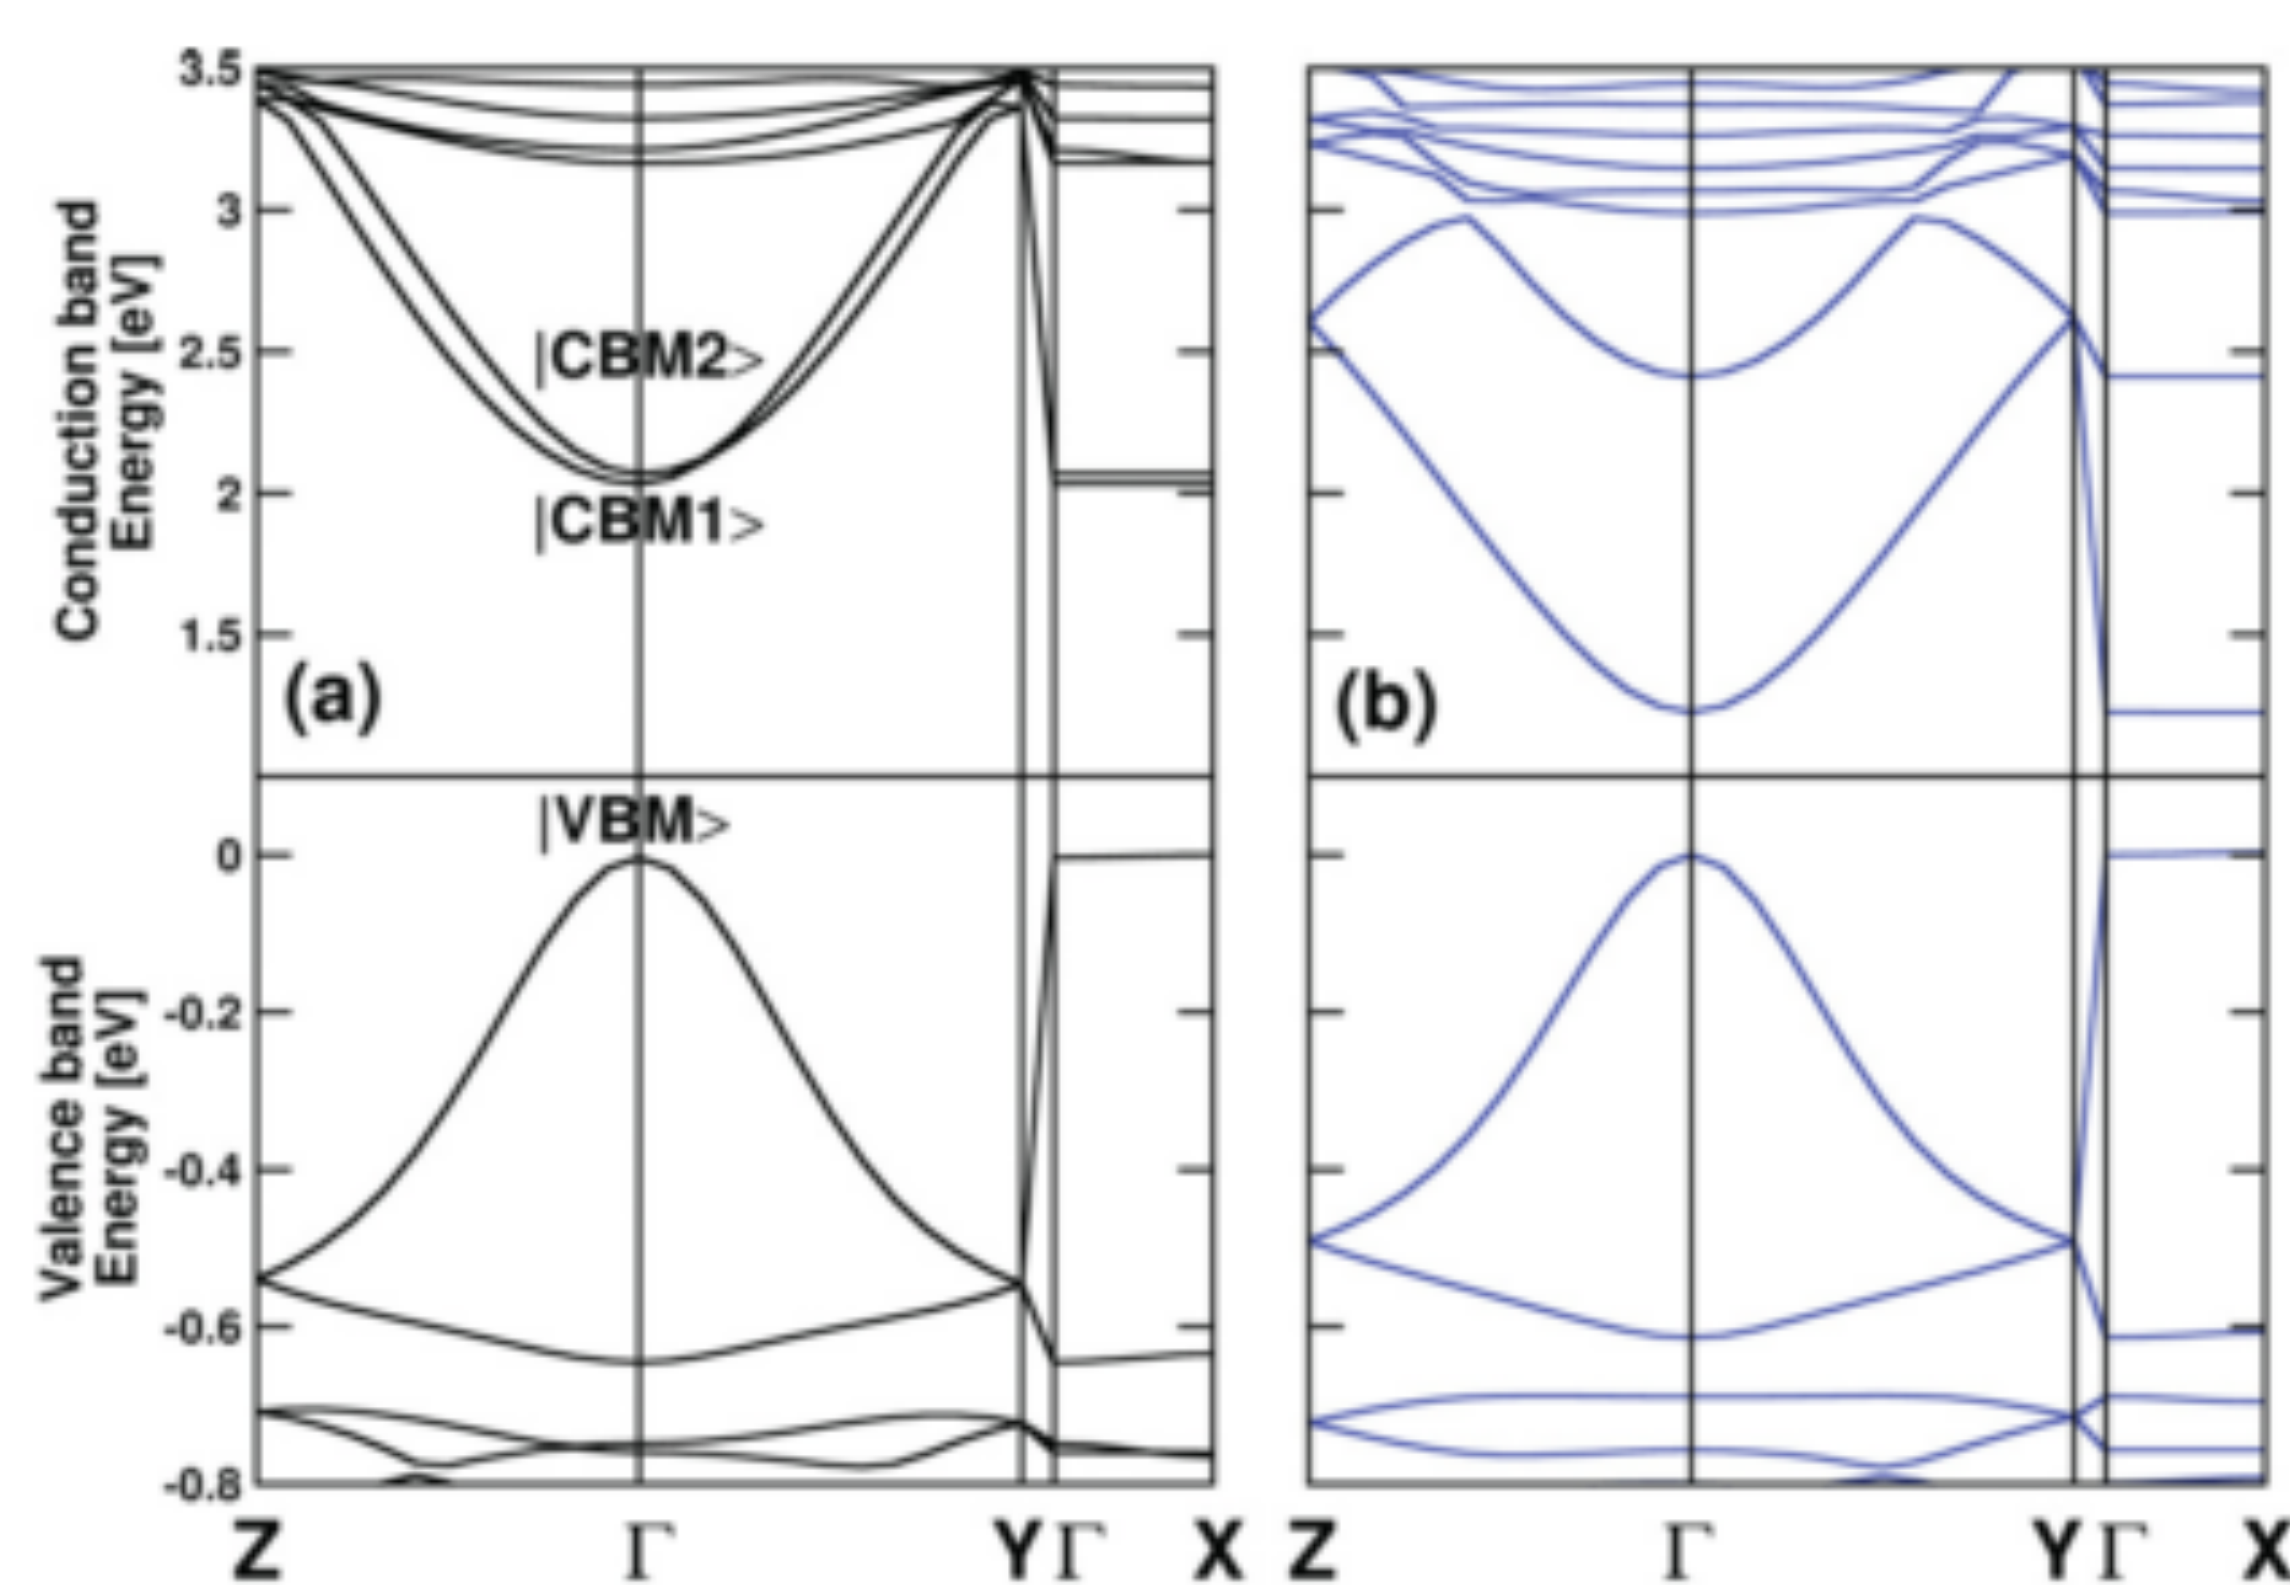 Conduction band
Energy [eV]
3.5
3
2.5
2
1.5
|CBM2>
|CBM1>
(a)
(b)
Valence band
Energy [eV]
|VBM>
0
-0.2
-0.4
-0.6
-0.8
Z Γ Y Γ X Z Γ Y Γ X